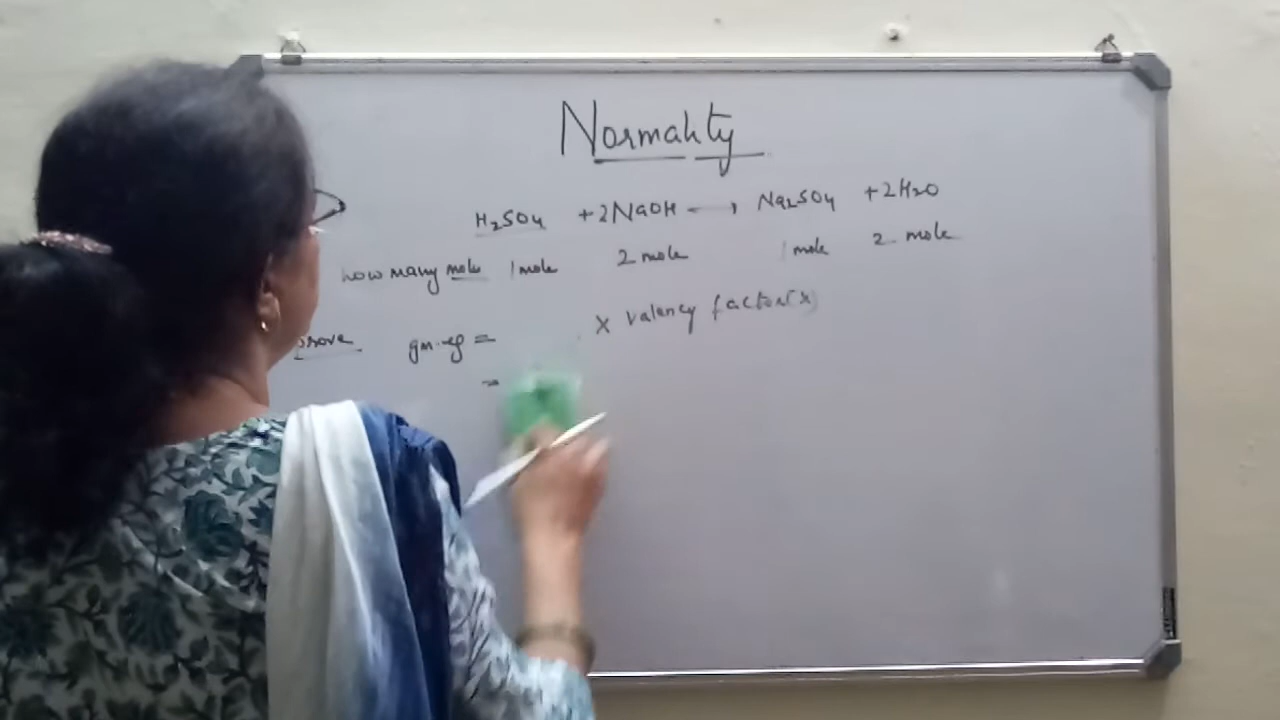 Normality
H₂SO₄ + 2NaOH → Na₂SO₄ + 2H₂O
how many mole 1 mole 2 mole 1 mole 2 mole
prove gm-eq = x valency factor(x)
=